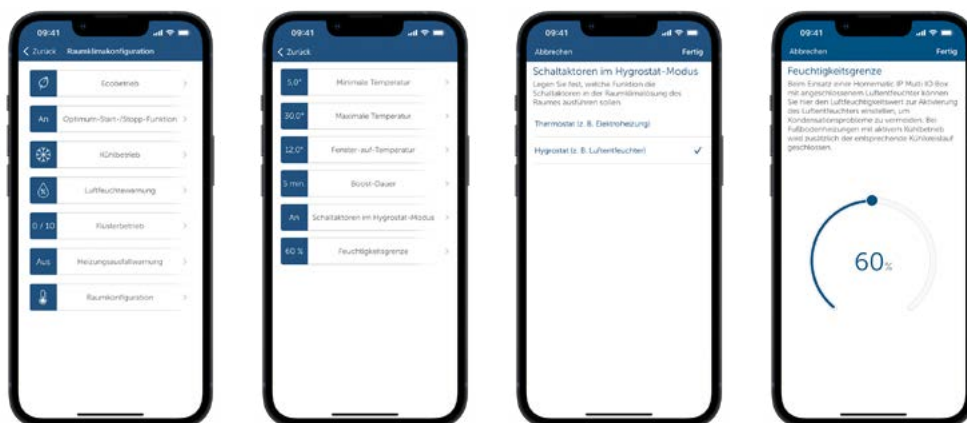 09:41
Zurück Raumklimakonfiguration
Ecobetrieb
An Optimum-Start-/Stopp-Funktion
Kühlbetrieb
Luftfeuchtewarnung
0 / 10 Klusterbetrieb
Aus Heizungsausfallwarnung
Raumkonfiguration
09:41
Zurück
5.0° Minimale Temperatur
30.0° Maximale Temperatur
12.0° Fenster-auf-Temperatur
5 min. Boost-Dauer
An Schaltaktoren im Hygrostat-Modus
60 % Feuchtigkeitsgrenze
09:41
Abbrechen Fertig
Schaltaktoren im Hygrostat-Modus
Legen Sie fest, welche Funktion die
Schaltaktoren in der Raumklimalösung des
Raumes ausführen sollen.
Thermostat (z. B. Elektroheizung)
Hygrostat (z. B. Luftentfeuchter)
09:41
Abbrechen Fertig
Feuchtigkeitsgrenze
Beim Einsatz einer Homematic IP Multi IO Box
mit angeschlossenem Luftentfeuchter können
Sie hier den Luftfeuchtigkeitswert zur Aktivierung
des Luftentfeuchters einstellen, um
Kondensationsprobleme zu vermeiden. Bei
Fußbodenheizungen mit aktivem Kühlbetrieb
wird zusätzlich der entsprechende Kühlkreislauf
geschlossen.
60%